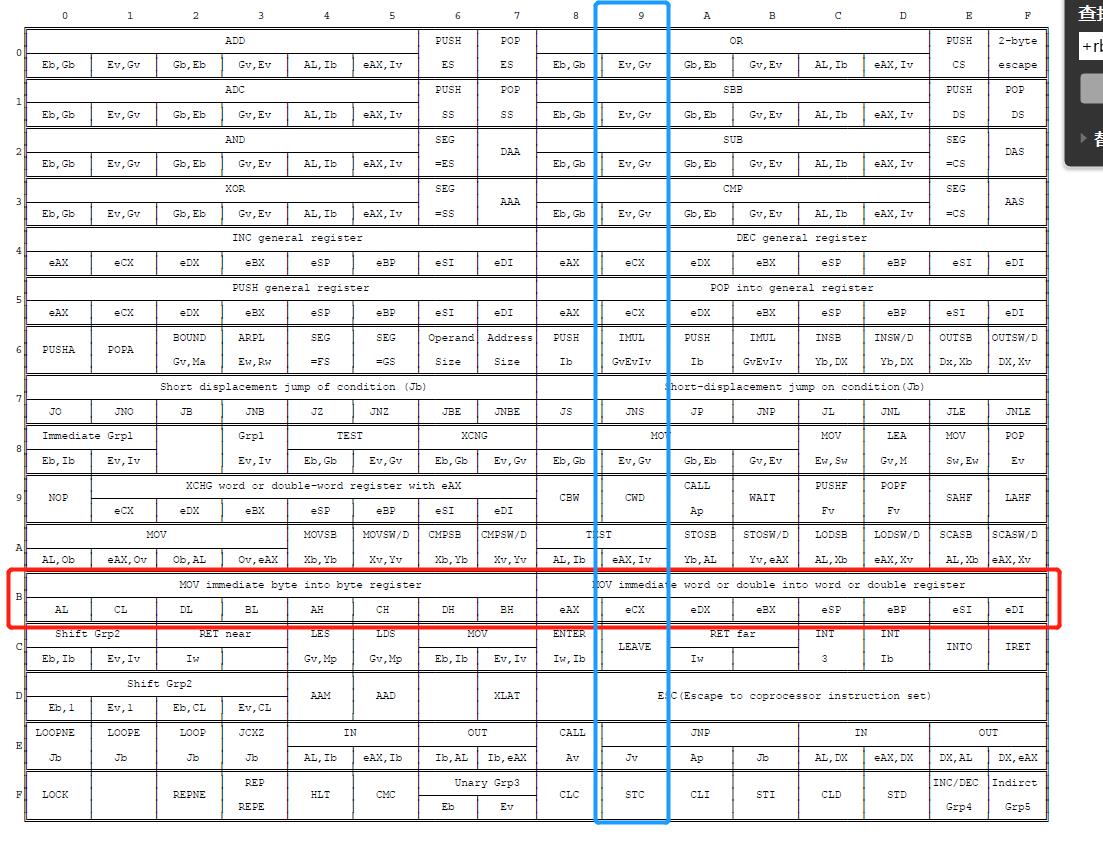 0 1 2 3 4 5 6 7 8 9 A B C D E F
查找
+rb
0 ADD PUSH POP OR PUSH 2-byte
Eb,Gb Ev,Gv Gb,Eb Gv,Ev AL,Ib eAX,Iv ES ES Eb,Gb Ev,Gv Gb,Eb Gv,Ev AL,Ib eAX,Iv CS escape
1 ADC PUSH POP SBB PUSH POP
Eb,Gb Ev,Gv Gb,Eb Gv,Ev AL,Ib eAX,Iv SS SS Eb,Gb Ev,Gv Gb,Eb Gv,Ev AL,Ib eAX,Iv DS DS
替
2 AND SEG DAA SUB SEG DAS
Eb,Gb Ev,Gv Gb,Eb Gv,Ev AL,Ib eAX,Iv =ES Eb,Gb Ev,Gv Gb,Eb Gv,Ev AL,Ib eAX,Iv =CS
3 XOR SEG AAA CMP SEG AAS
Eb,Gb Ev,Gv Gb,Eb Gv,Ev AL,Ib eAX,Iv =SS Eb,Gb Ev,Gv Gb,Eb Gv,Ev AL,Ib eAX,Iv =CS
4 INC general register DEC general register
eAX eCX eDX eBX eSP eBP eSI eDI eAX eCX eDX eBX eSP eBP eSI eDI
5 PUSH general register POP into general register
eAX eCX eDX eBX eSP eBP eSI eDI eAX eCX eDX eBX eSP eBP eSI eDI
6 PUSHA POPA BOUND ARPL SEG SEG Operand Address PUSH IMUL PUSH IMUL INSB INSW/D OUTSB OUTSW/D
Gv,Ma Ew,Rw =FS =GS Size Size Ib GvEvIv Ib GvEvIv Yb,DX Yb,DX Dx,Xb DX,Xv
7 Short displacement jump of condition (Jb) Short-displacement jump on condition(Jb)
JO JNO JB JNB JZ JNZ JBE JNBE JS JNS JP JNP JL JNL JLE JNLE
8 Immediate Grp1 Grp1 TEST XCNG MOV MOV LEA MOV POP
Eb,Ib Ev,Iv Ev,Iv Eb,Gb Ev,Gv Eb,Gb Ev,Gv Eb,Gb Ev,Gv Gb,Eb Gv,Ev Ew,Sw Gv,M Sw,Ew Ev
9 NOP XCHG word or double-word register with eAX CBW CWD CALL WAIT PUSHF POPF SAHF LAHF
eCX eDX eBX eSP eBP eSI eDI Ap Fv Fv
A MOV MOVSB MOVSW/D CMPSB CMPSW/D TEST STOSB STOSW/D LODSB LODSW/D SCASB SCASW/D
AL,Ob eAX,Ov Ob,AL Ov,eAX Xb,Yb Xv,Yv Xb,Yb Xv,Yv AL,Ib eAX,Iv Yb,AL Yv,eAX AL,Xb eAX,Xv AL,Xb eAX,Xv
B MOV immediate byte into byte register MOV immediate word or double into word or double register
AL CL DL BL AH CH DH BH eAX eCX eDX eBX eSP eBP eSI eDI
C Shift Grp2 RET near LES LDS MOV ENTER LEAVE RET far INT INT INTO IRET
Eb,Ib Ev,Iv Iw Gv,Mp Gv,Mp Eb,Ib Ev,Iv Iw,Ib Iw 3 Ib
D Shift Grp2 AAM AAD XLAT ESC(Escape to coprocessor instruction set)
Eb,1 Ev,1 Eb,CL Ev,CL
E LOOPNE LOOPE LOOP JCXZ IN OUT CALL JNP IN OUT
Jb Jb Jb Jb AL,Ib eAX,Ib Ib,AL Ib,eAX Av Jv Ap Jb AL,DX eAX,DX DX,AL DX,eAX
F LOCK REPNE REP HLT CMC Unary Grp3 CLC STC CLI STI CLD STD INC/DEC Indirct
REPE Eb Ev Grp4 Grp5